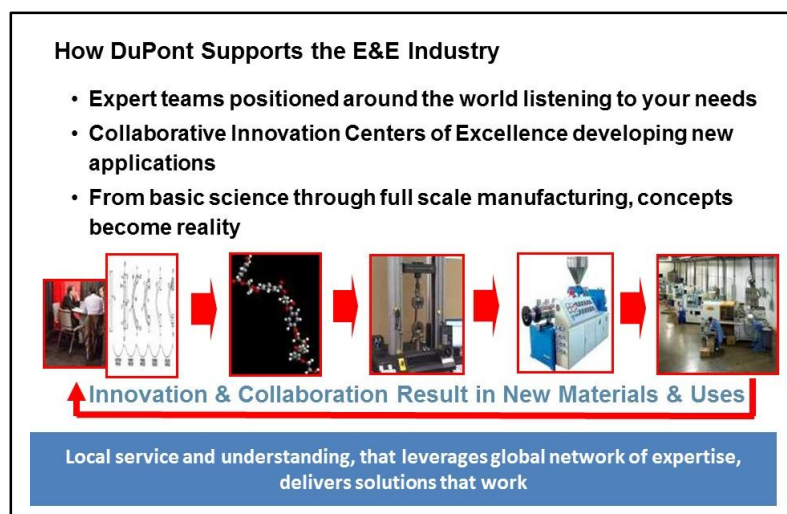 How DuPont Supports the E&E Industry
• Expert teams positioned around the world listening to your needs
• Collaborative Innovation Centers of Excellence developing new
applications
• From basic science through full scale manufacturing, concepts
become reality
Innovation & Collaboration Result in New Materials & Uses
Local service and understanding, that leverages global network of expertise,
delivers solutions that work